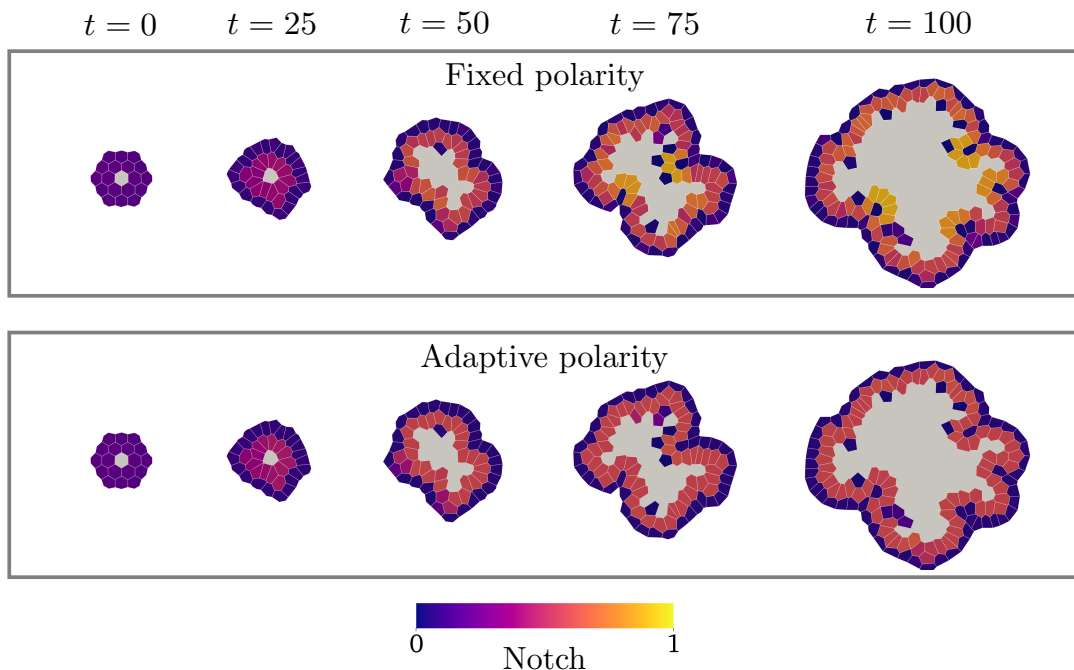 t = 0 t = 25 t = 50 t = 75 t = 100
Fixed polarity
Adaptive polarity
0 1
Notch